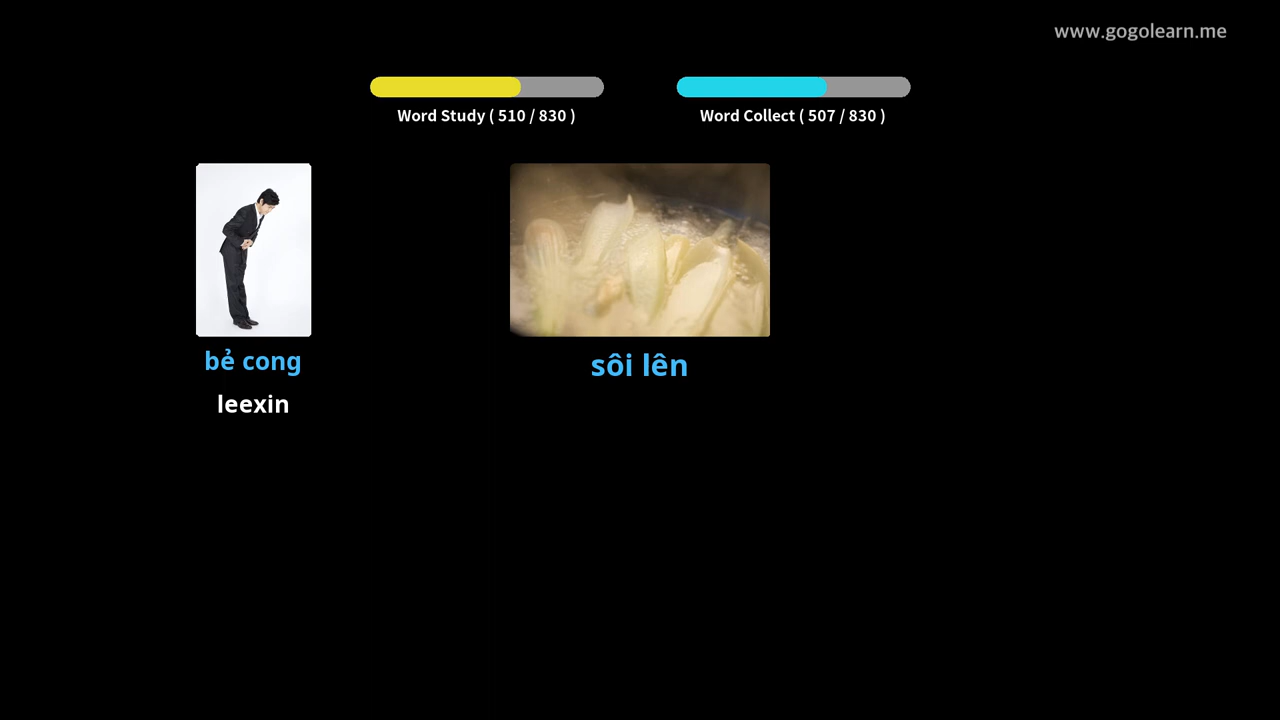 www.gogolearn.me
Word Study ( 510 / 830 )
Word Collect ( 507 / 830 )
bẻ cong
leexin
sôi lên